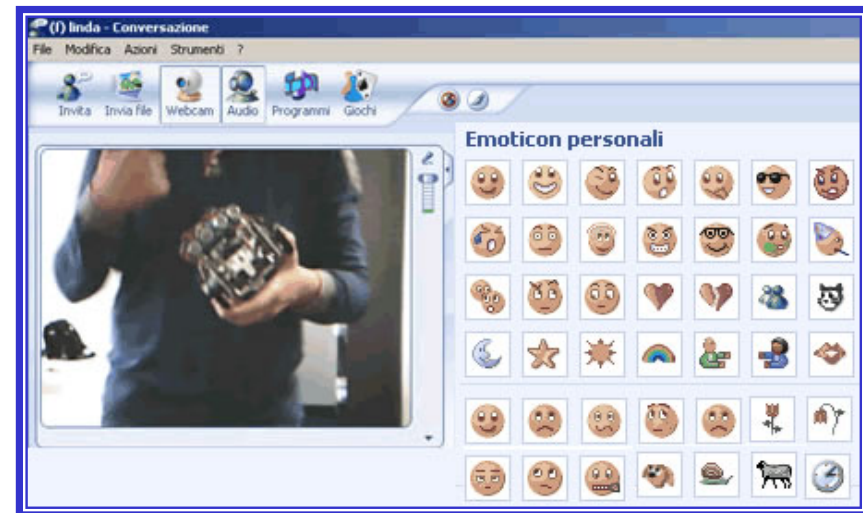 (f) linda - Conversazione
File Modifica Azioni Strumenti ?
Invita Invia file Webcam Audio Programmi Giochi
Emoticon personali